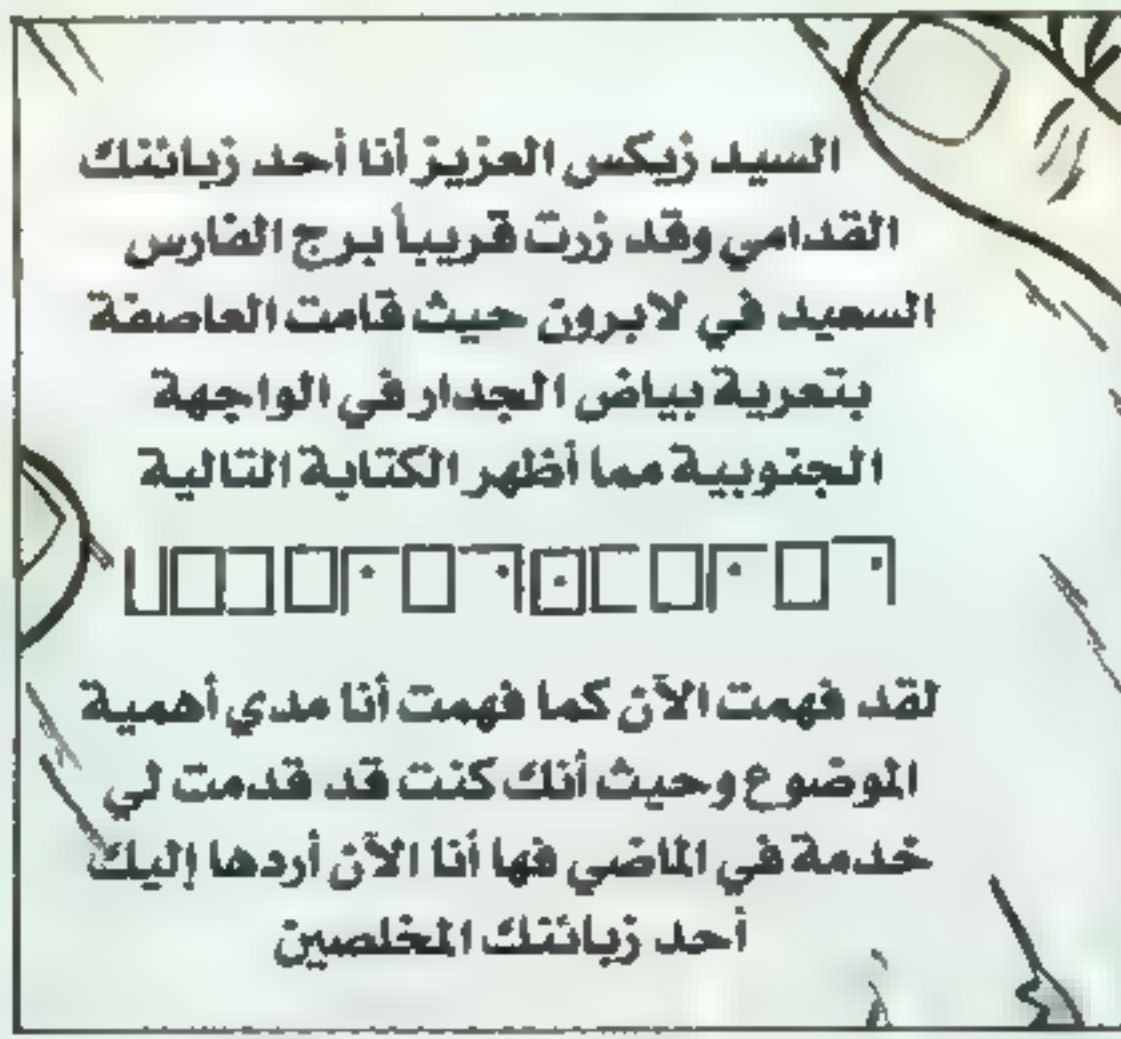 السيد زيكس العزيز أنا أحد زبائنك
القدامي وقد زرت قريباً برج الفارس
السعيد في لابرون حيث قامت العاصفة
بتعرية بياض الجدار في الواجهة
الجنوبية مما أظهر الكتابة التالية
لقد فهمت الآن كما فهمت أنا مدي أهمية
الموضوع وحيث أنك كنت قد قدمت لي
خدمة في الماضي فها أنا الآن أردها إليك
أحد زبائنك المخلصين